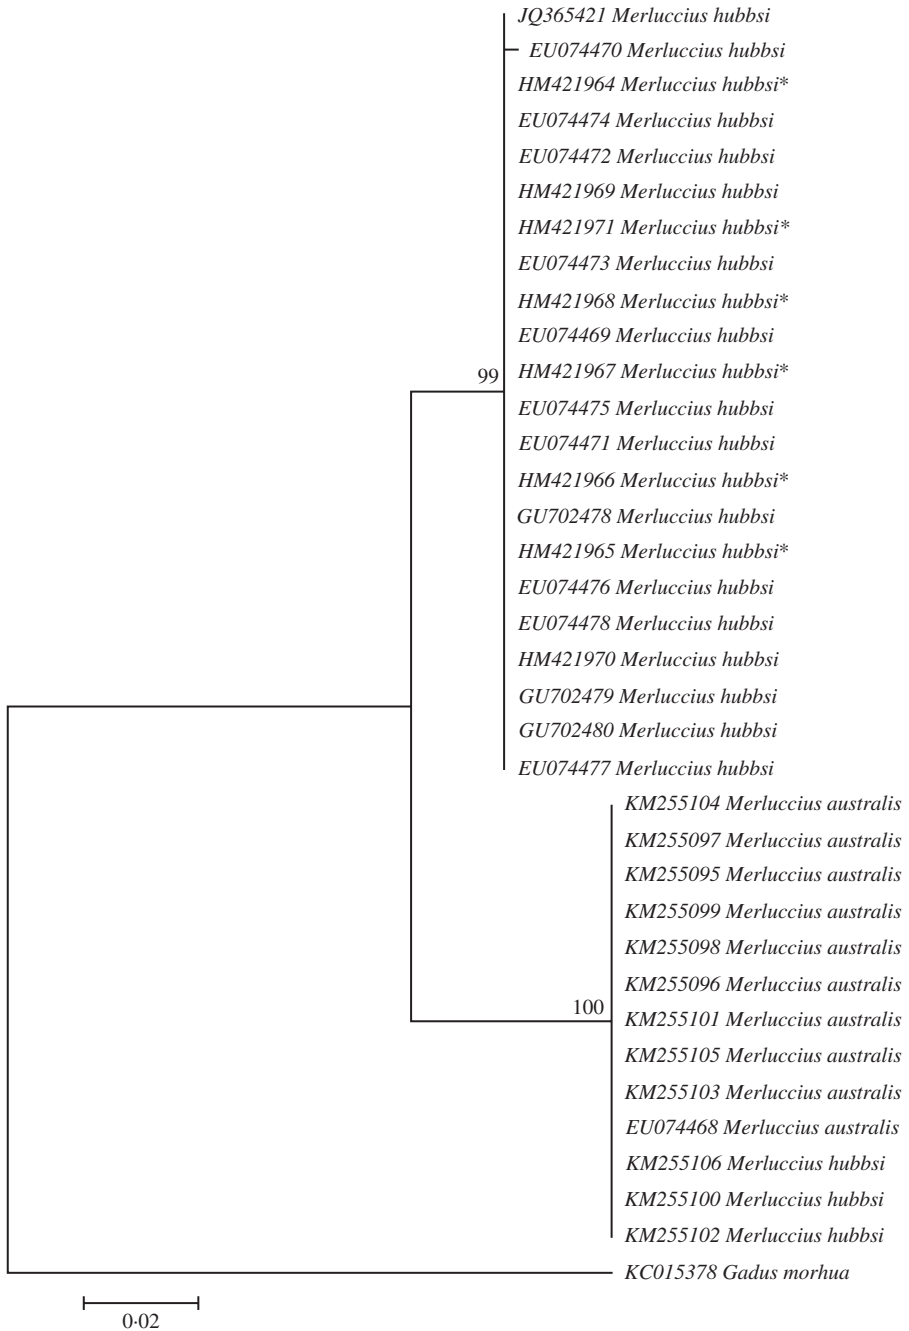 JQ365421 Merluccius hubbsi
EU074470 Merluccius hubbsi
HM421964 Merluccius hubbsi*
EU074474 Merluccius hubbsi
EU074472 Merluccius hubbsi
HM421969 Merluccius hubbsi
HM421971 Merluccius hubbsi*
EU074473 Merluccius hubbsi
HM421968 Merluccius hubbsi*
EU074469 Merluccius hubbsi
99
HM421967 Merluccius hubbsi*
EU074475 Merluccius hubbsi
EU074471 Merluccius hubbsi
HM421966 Merluccius hubbsi*
GU702478 Merluccius hubbsi
HM421965 Merluccius hubbsi*
EU074476 Merluccius hubbsi
EU074478 Merluccius hubbsi
HM421970 Merluccius hubbsi
GU702479 Merluccius hubbsi
GU702480 Merluccius hubbsi
EU074477 Merluccius hubbsi
KM255104 Merluccius australis
KM255097 Merluccius australis
KM255095 Merluccius australis
KM255099 Merluccius australis
KM255098 Merluccius australis
KM255096 Merluccius australis
100
KM255101 Merluccius australis
KM255105 Merluccius australis
KM255103 Merluccius australis
EU074468 Merluccius australis
KM255106 Merluccius hubbsi
KM255100 Merluccius hubbsi
KM255102 Merluccius hubbsi
KC015378 Gadus morhua
0·02